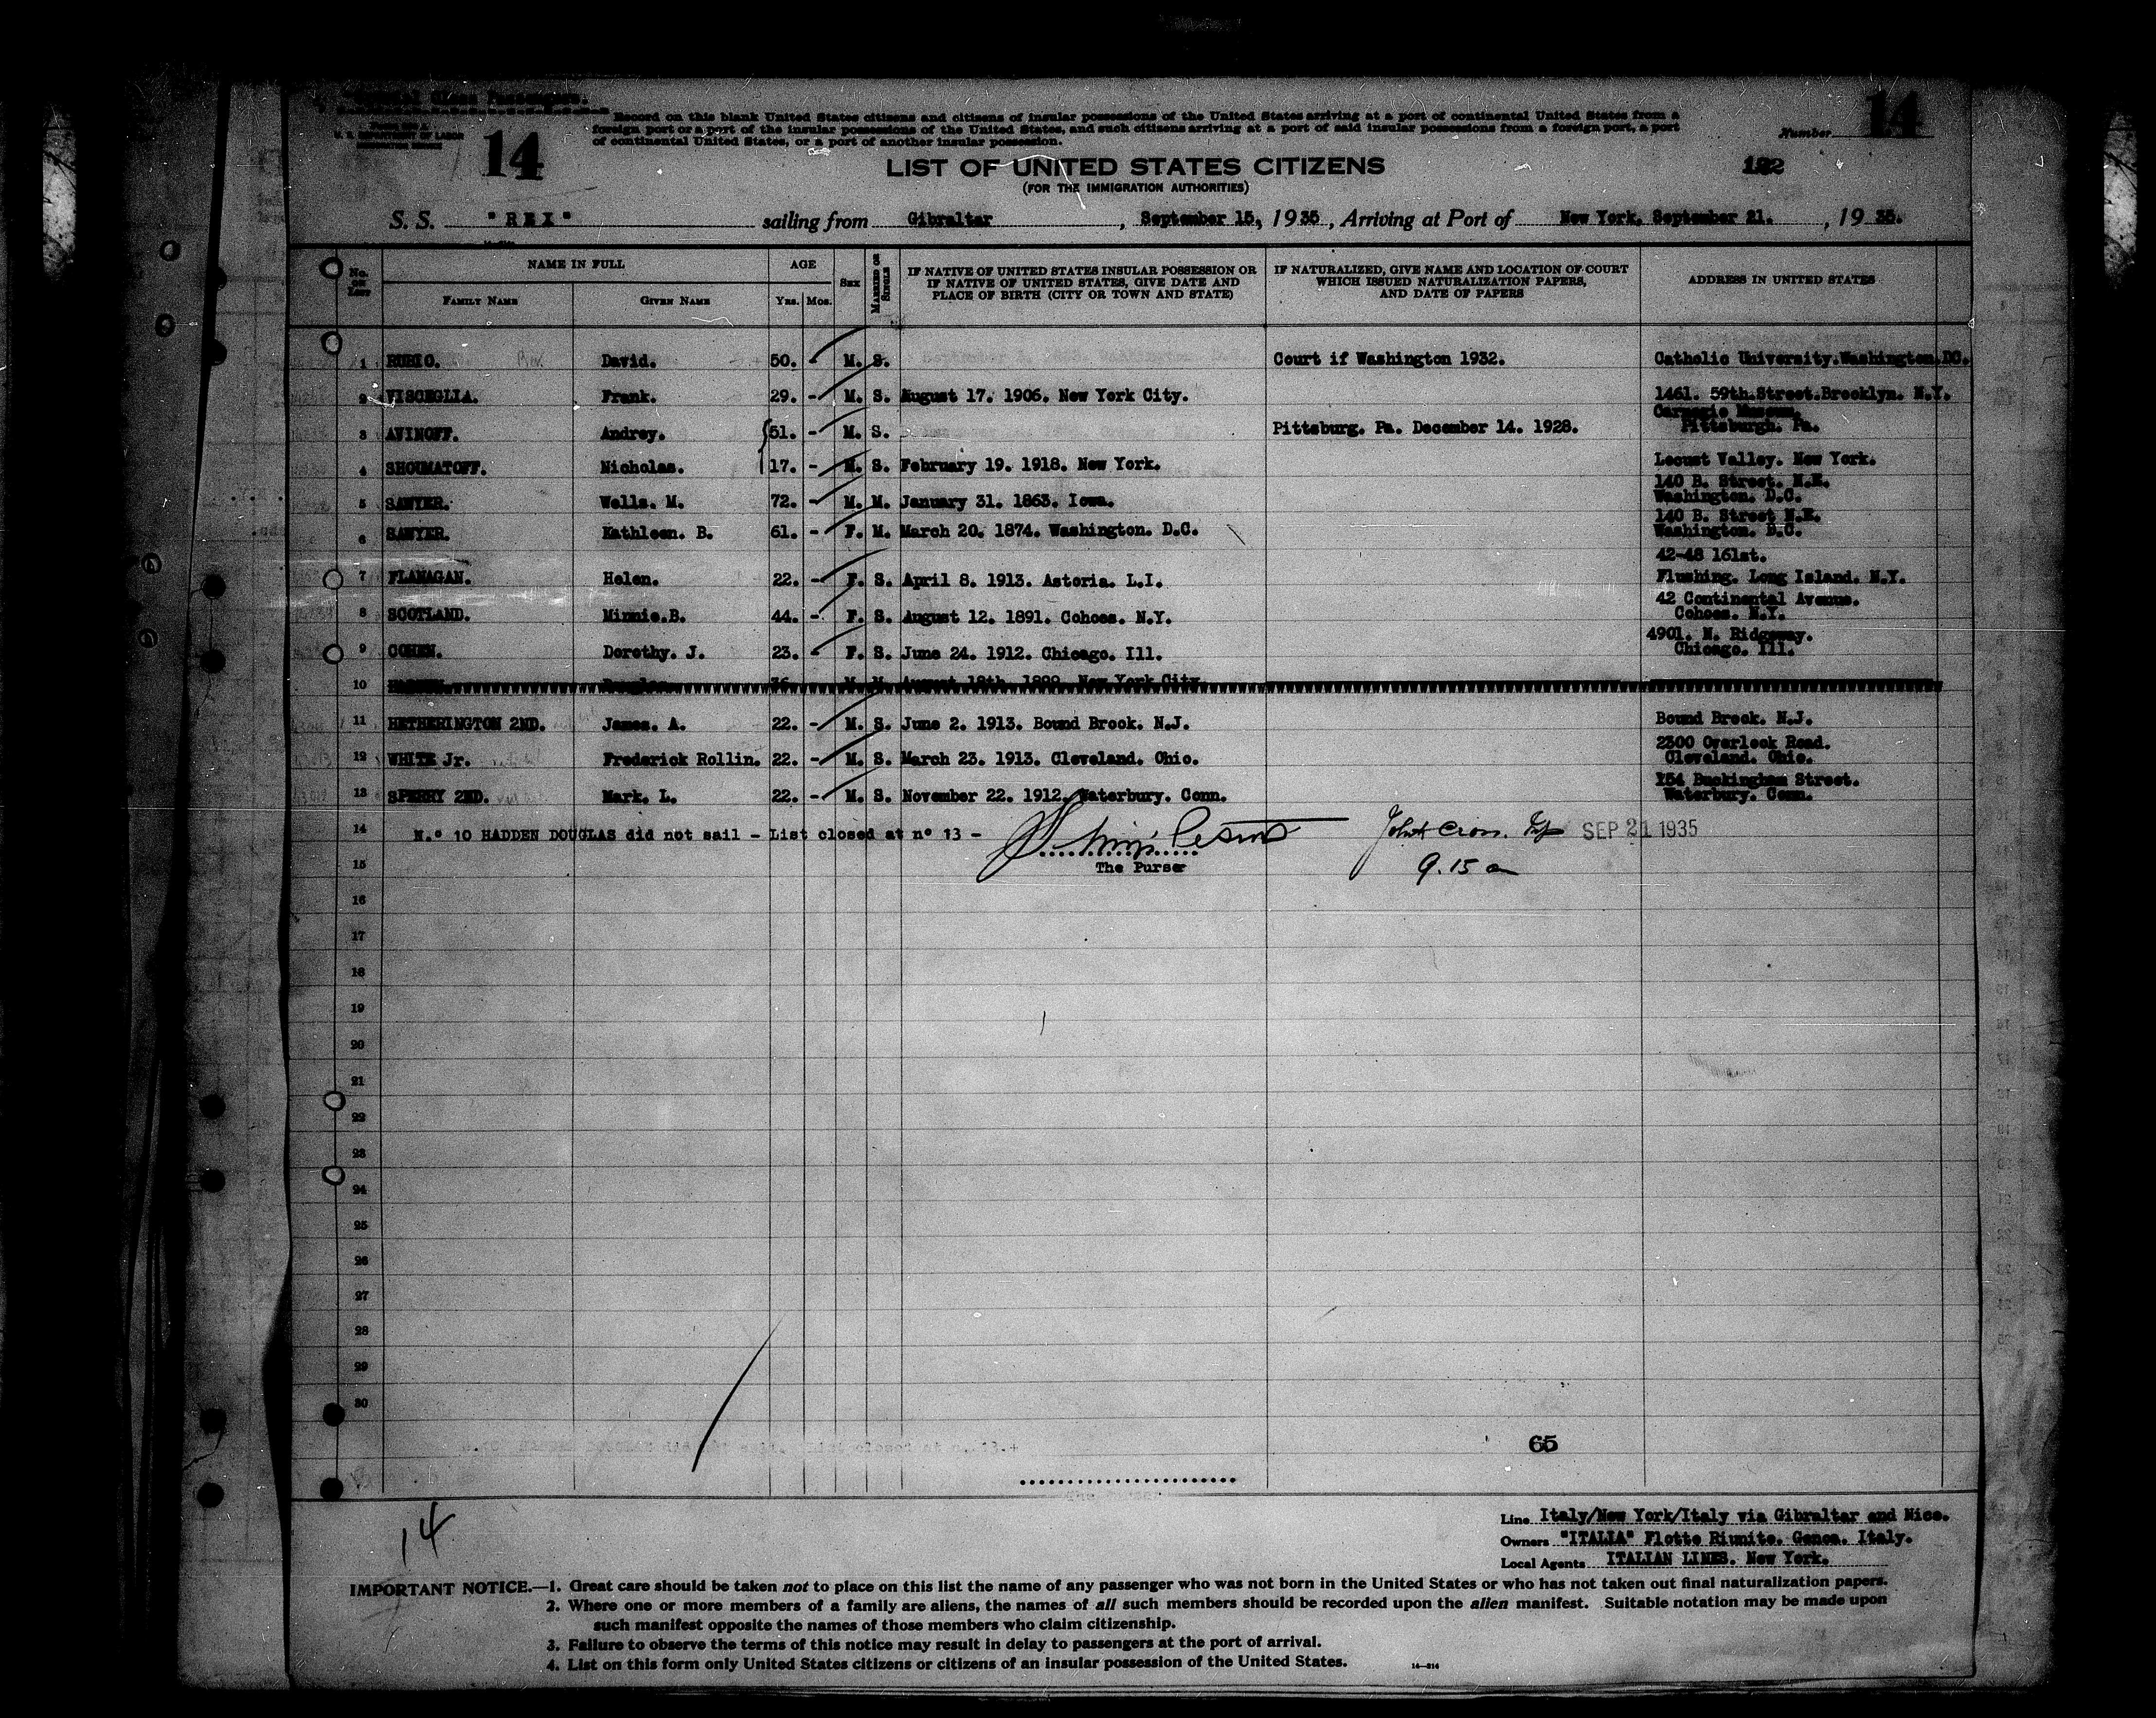 14
14
U. S. DEPARTMENT OF LABOR
Record on this blank United States citizens and citizens of insular possessions of the United States arriving at a port of continental United States from a
foreign port or a port of the insular possessions of the United States, and such citizens arriving at a port of said insular possessions from a foreign port, a port
of continental United States, or a port of another insular possession.
Number
LIST OF UNITED STATES CITIZENS
(FOR THE IMMIGRATION AUTHORITIES)
S. S. "REX" sailing from Gibraltar, September 15, 1935, Arriving at Port of New York, September 21., 1935.
No. on List
NAME IN FULL
Family Name
Given Name
AGE
Yrs. Mos.
Sex
Married or Single
IF NATIVE OF UNITED STATES INSULAR POSSESSION OR
IF NATIVE OF UNITED STATES, GIVE DATE AND
PLACE OF BIRTH (CITY OR TOWN AND STATE)
IF NATURALIZED, GIVE NAME AND LOCATION OF COURT
WHICH ISSUED NATURALIZATION PAPERS,
AND DATE OF PAPERS
ADDRESS IN UNITED STATES
1 RUBIO. David. 50. - M. S. Court if Washington 1932. Catholic University.Washington.DC.
2 VISCEGLIA. Frank. 29. - M. S. August 17. 1906. New York City. 1461. 59th.Street.Brooklyn. N.Y.
3 AVINOFF. Andrey. 51. - M. S. Pittsburg. Pa. December 14. 1928. Carnegie Museum. Pittsburgh. Pa.
4 SHOUMATOFF. Nicholas. 17. - M. S. February 19. 1918. New York. Locust Valley. New York.
5 SAWYER. Wells. M. 72. - M. M. January 31. 1863. Iowa. 140 B. Street. N.E. Washington. D.C.
6 SAWYER. Kathleen. B. 61. - F. M. March 20. 1874. Washington. D.C. 140 B. Street N.E. Washington. D.C.
7 FLANAGAN. Helen. 22. - F. S. April 8. 1913. Astoria. L.I. 42-48 161st. Flushing. Long Island. N.Y.
8 SCOTLAND. Minnie.B. 44. - F. S. August 12. 1891. Cohoes. N.Y. 42 Continental Avenue. Cohoes. N.Y.
9 COHEN. Dorothy. J. 23. - F. S. June 24. 1912. Chicago. Ill. 4901. N. Ridgeway. Chicago. Ill.
10 Douglas 36. M. M. August 18th. 1899. New York City
11 HETHERINGTON 2ND. James. A. 22. - M. S. June 2. 1913. Bound Brook. N.J. Bound Brook. N.J.
12 WHITE Jr. Frederick Rollin. 22. - M. S. March 23. 1913. Cleveland. Ohio. 2300 Overlook Road. Cleveland. Ohio.
13 SPERRY 2ND. Mark. L. 22. - M. S. November 22. 1912. Waterbury. Conn. 154 Buckingham Street. Waterbury. Conn.
14 N.º 10 HADDEN DOUGLAS did not sail - List closed at nº 13 - SEP 21 1935
15 The Purser 9.15 a
16
17
18
19
20
21
22
23
24
25
26
27
28
29
30
65
14
Line Italy/New York/Italy via Gibraltar and Nice.
Owners "ITALIA" Flotte Riunite. Genoa. Italy.
Local Agents ITALIAN LINES. New York.
IMPORTANT NOTICE.—1. Great care should be taken not to place on this list the name of any passenger who was not born in the United States or who has not taken out final naturalization papers.
2. Where one or more members of a family are aliens, the names of all such members should be recorded upon the alien manifest. Suitable notation may be made upon
such manifest opposite the names of those members who claim citizenship.
3. Failure to observe the terms of this notice may result in delay to passengers at the port of arrival.
4. List on this form only United States citizens or citizens of an insular possession of the United States.
14—214